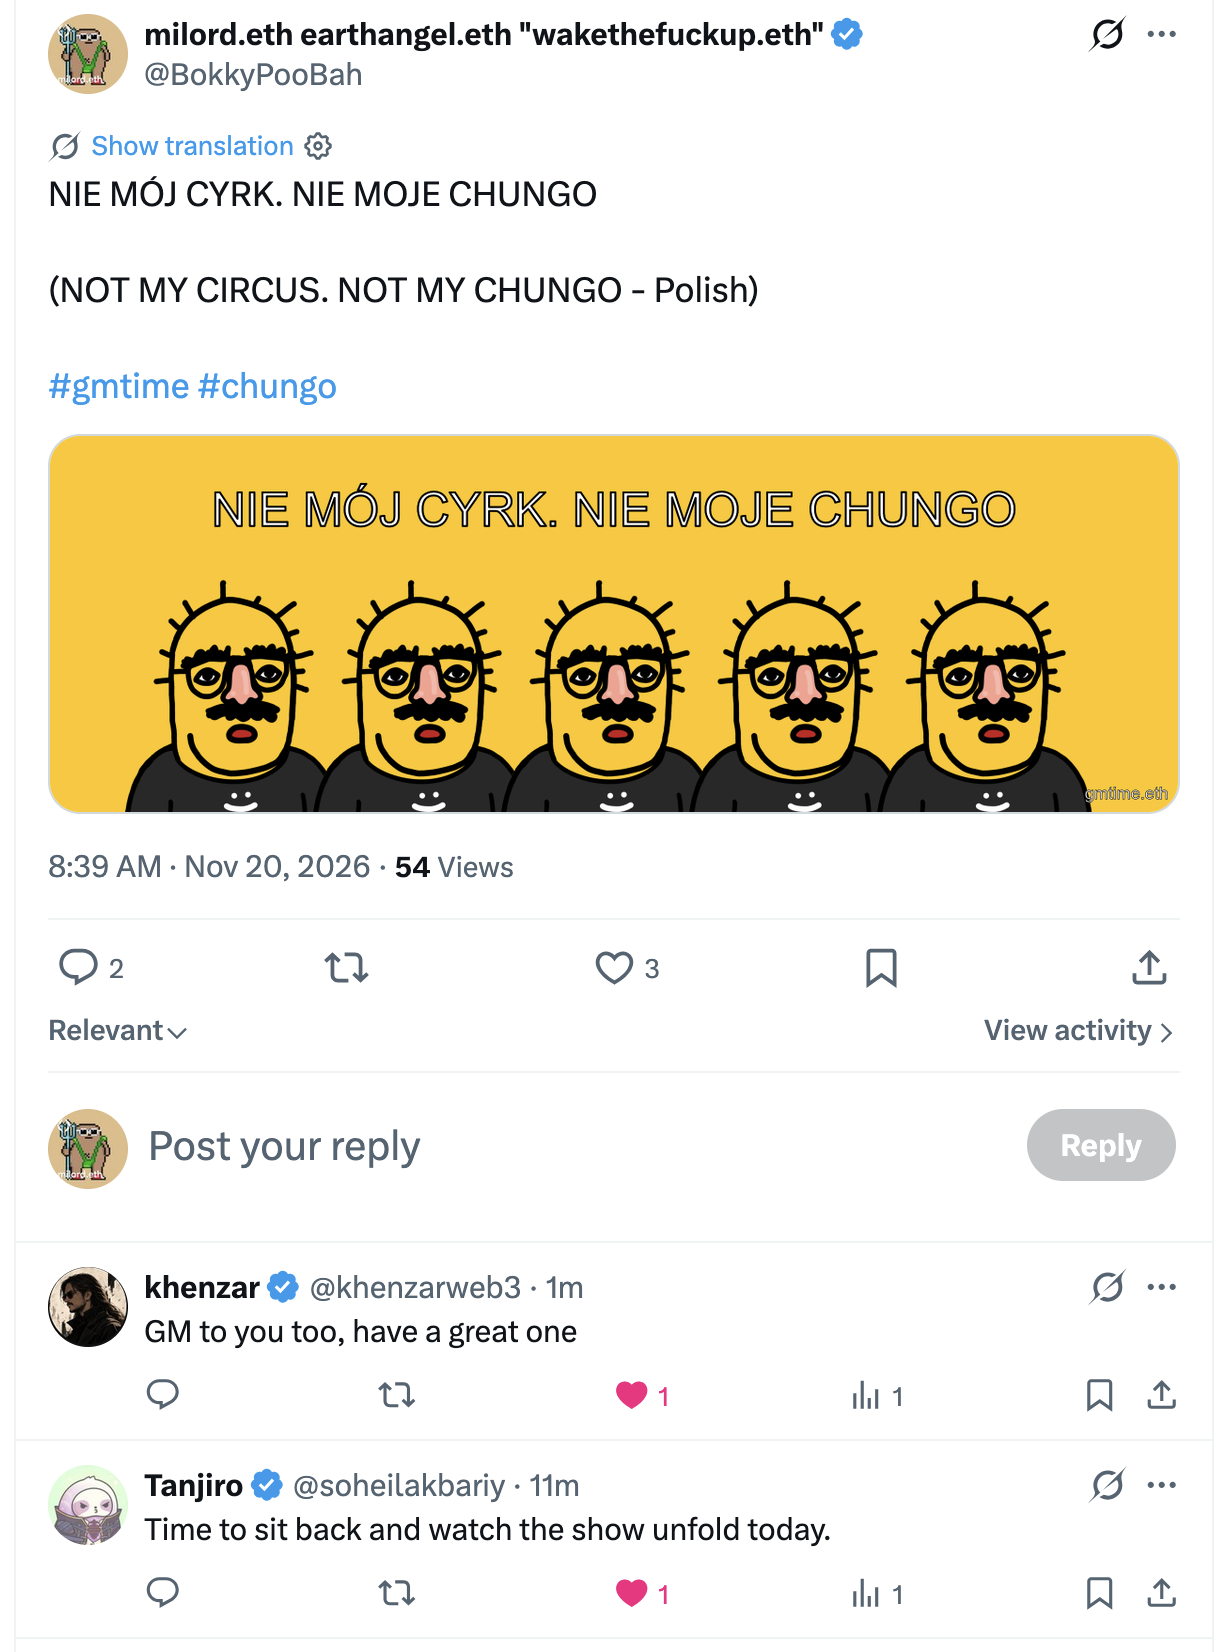 milord.eth earthangel.eth "wakethefuckup.eth"
@BokkyPooBah
Show translation
NIE MÓJ CYRK. NIE MOJE CHUNGO
(NOT MY CIRCUS. NOT MY CHUNGO - Polish)
#gmtime #chungo
NIE MÓJ CYRK. NIE MOJE CHUNGO
gmtime.eth
8:39 AM · Nov 20, 2026 · 54 Views
2 3
Relevant
View activity
milord.eth
Post your reply
Reply
khenzar @khenzarweb3 · 1m
GM to you too, have a great one
1 1
Tanjiro @soheilakbariy · 11m
Time to sit back and watch the show unfold today.
1 1